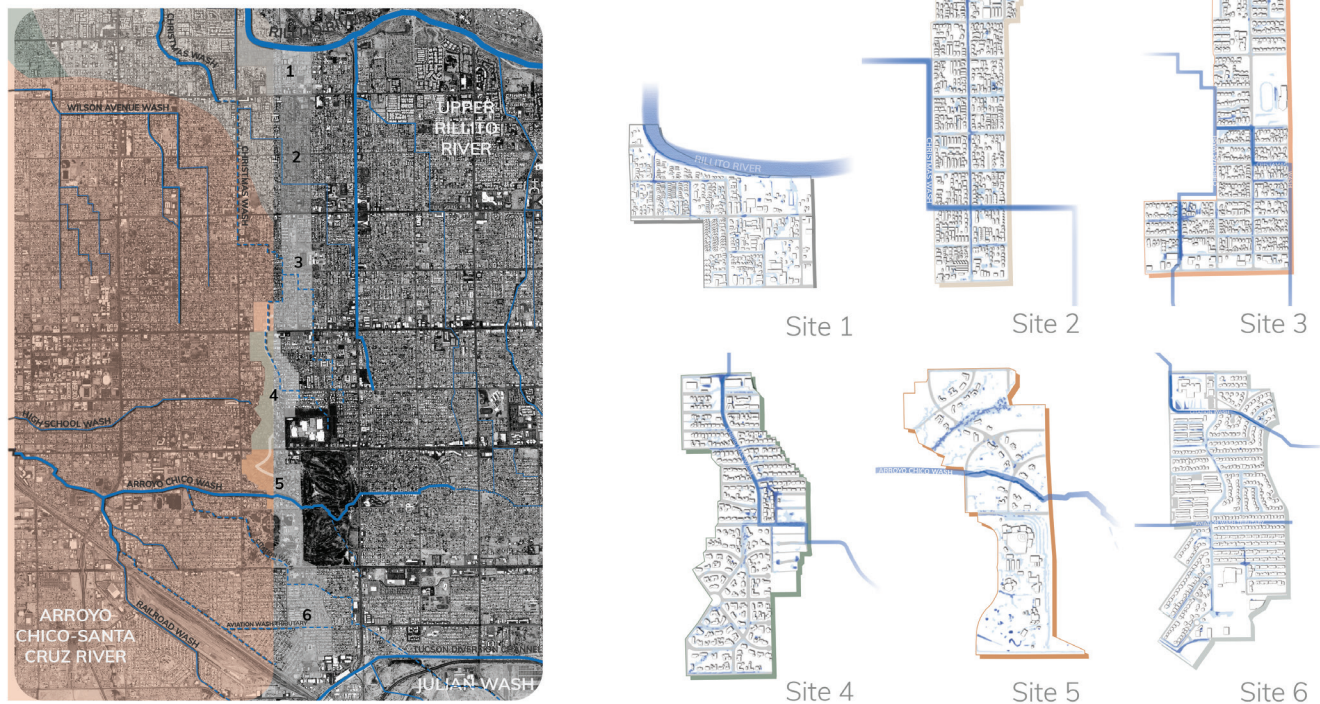 CHRISTMAS WASH
1
WILSON AVENUE WASH
UPPER
RILLITO
RIVER
CHRISTMAS WASH
2
3
4
HIGH SCHOOL WASH
ARROYO CHICO WASH
5
ARROYO
CHICO-SANTA
CRUZ RIVER
RAILROAD WASH
6
AVIATION WASH TRIBUTARY
TUCSON DIVERSION CHANNEL
JULIAN WASH
RILLITO RIVER
Site 1
CHRISTMAS WASH
Site 2
Site 3
Site 4
ARROYO CHICO WASH
Site 5
Site 6